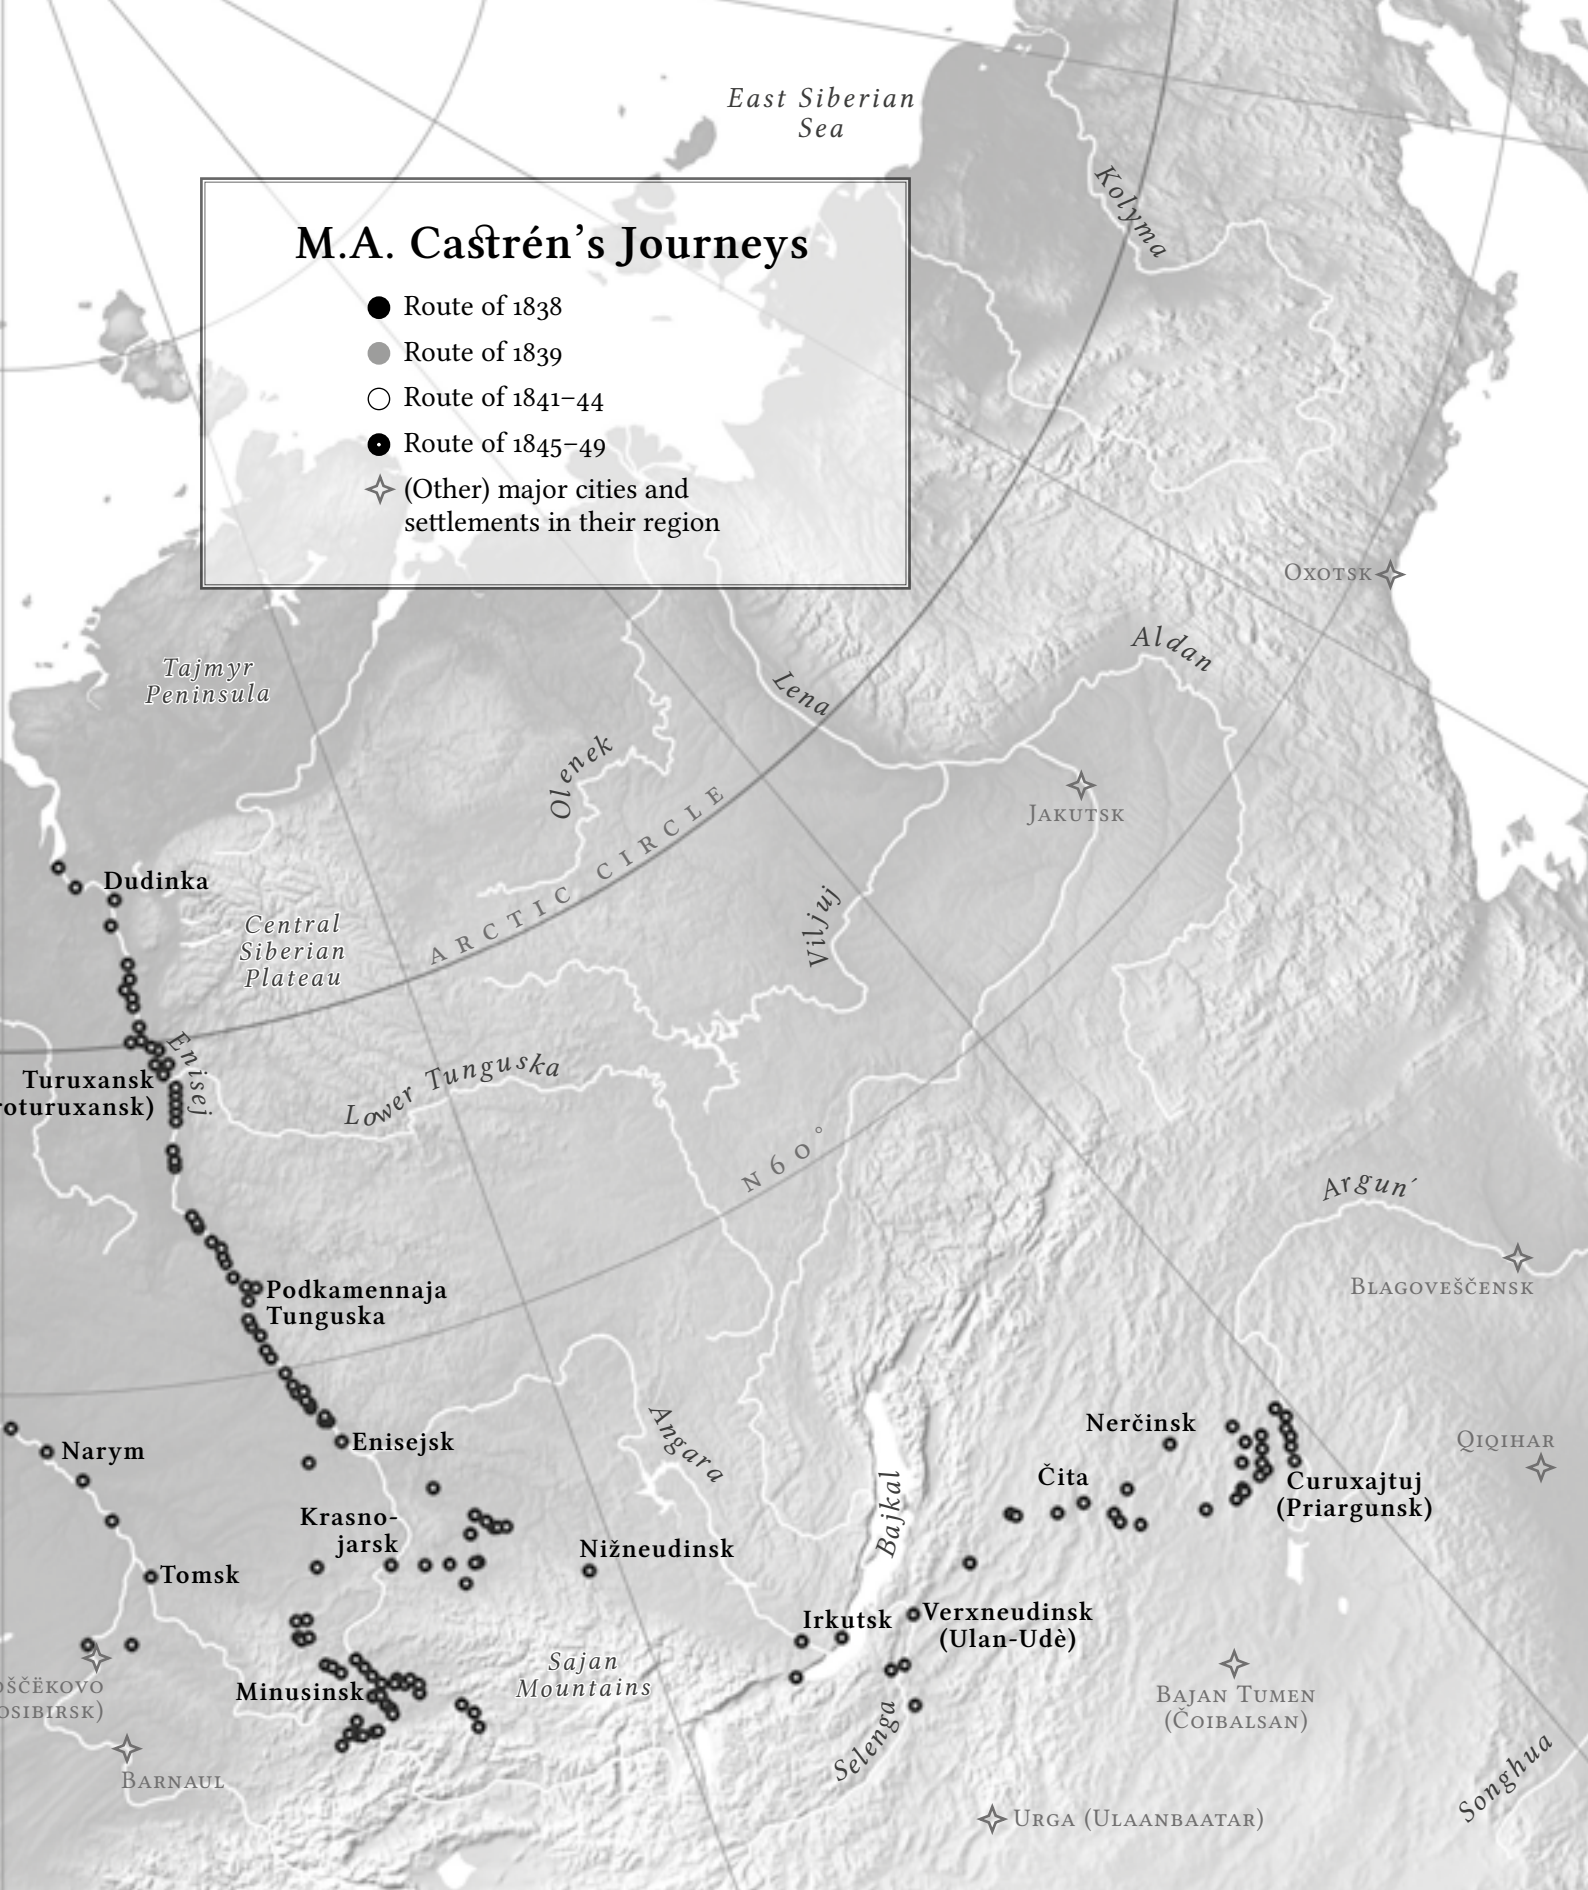 East Siberian
Sea
Kolyma
M.A. Castrén’s Journeys
Route of 1838
Route of 1839
Route of 1841–44
Route of 1845–49
(Other) major cities and
settlements in their region
Oxotsk
Aldan
Tajmyr
Peninsula
Lena
Olenek
Jakutsk
ARCTIC CIRCLE
Dudinka
Viljuj
Central
Siberian
Plateau
Enisej
Lower Tunguska
Turuxansk
roturuxansk)
N60°
Argun´
Blagoveščensk
Podkamennaja
Tunguska
Angara
Nerčinsk
Enisejsk
Narym
Qiqihar
Čita
Curuxajtuj
(Priargunsk)
Bajkal
Krasno-
jarsk
Nižneudinsk
Tomsk
Irkutsk
Verxneudinsk
(Ulan-Udè)
Sajan
Mountains
oščëkovo
osibirsk)
Minusinsk
Bajan Tumen
(Čoibalsan)
Selenga
Barnaul
Songhua
Urga (Ulaanbaatar)